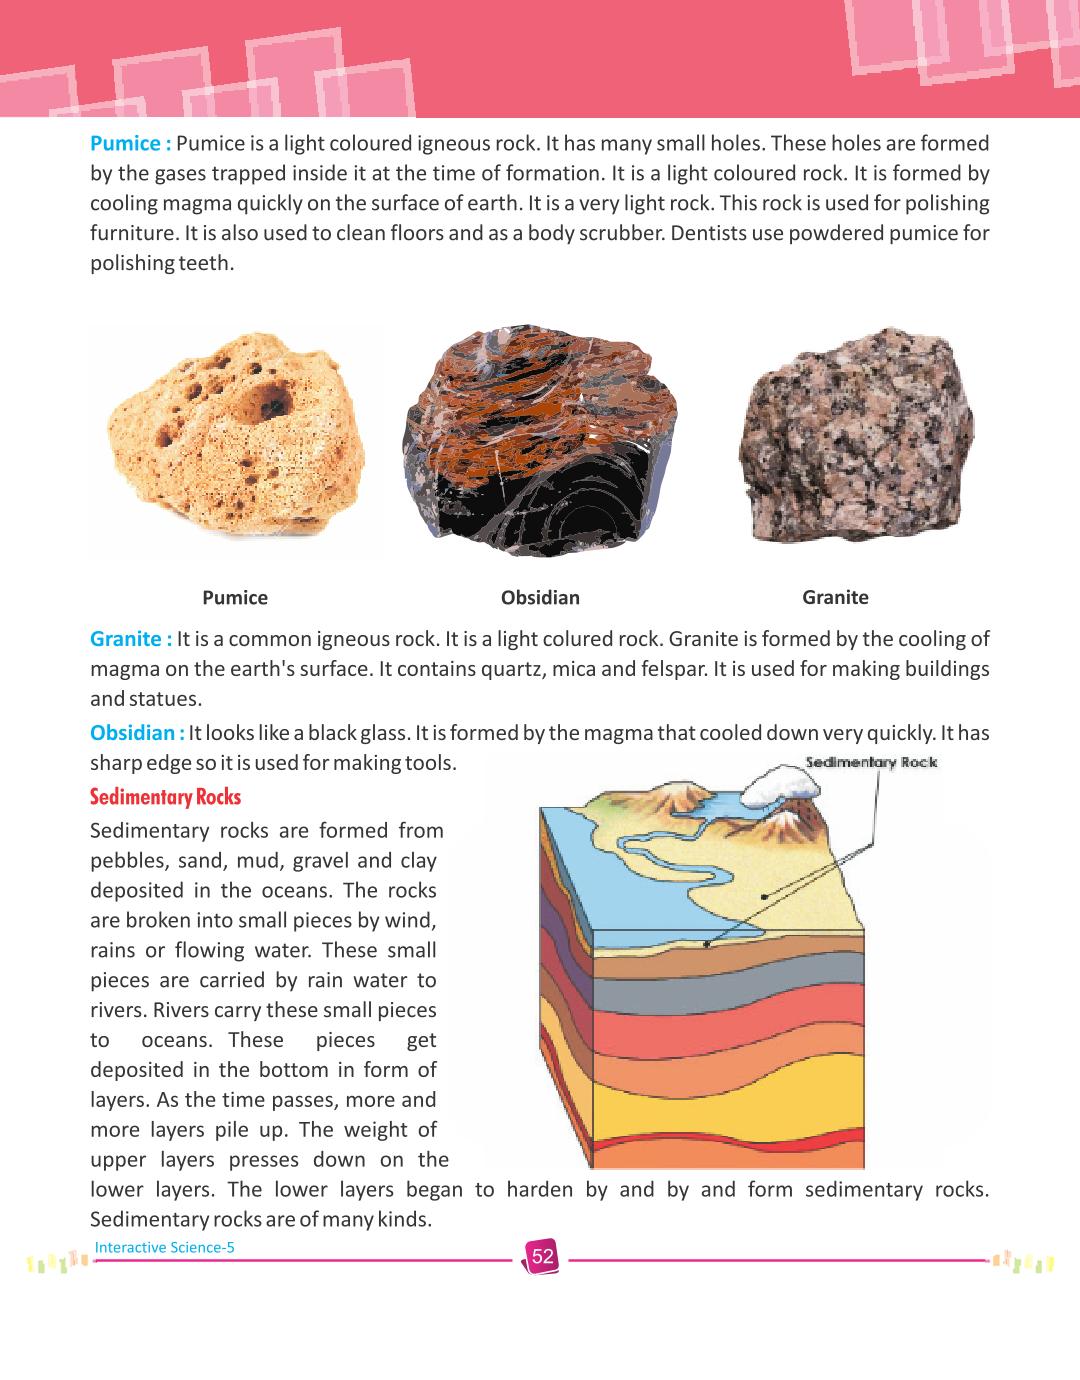 Pumice : Pumice is a light coloured igneous rock. It has many small holes. These holes are formed
by the gases trapped inside it at the time of formation. It is a light coloured rock. It is formed by
cooling magma quickly on the surface of earth. It is a very light rock. This rock is used for polishing
furniture. It is also used to clean floors and as a body scrubber. Dentists use powdered pumice for
polishing teeth.
Pumice
Obsidian
Granite
Granite : It is a common igneous rock. It is a light colured rock. Granite is formed by the cooling of
magma on the earth's surface. It contains quartz, mica and felspar. It is used for making buildings
and statues.
Obsidian : It looks like a black glass. It is formed by the magma that cooled down very quickly. It has
sharp edge so it is used for making tools.
Sedimentary Rock
Sedimentary Rocks
Sedimentary rocks are formed from
pebbles, sand, mud, gravel and clay
deposited in the oceans. The rocks
are broken into small pieces by wind,
rains or flowing water. These small
pieces are carried by rain water to
rivers. Rivers carry these small pieces
to oceans. These pieces get
deposited in the bottom in form of
layers. As the time passes, more and
more layers pile up. The weight of
upper layers presses down on the
lower layers. The lower layers began to harden by and by and form sedimentary rocks.
Sedimentary rocks are of many kinds.
Interactive Science-5
52